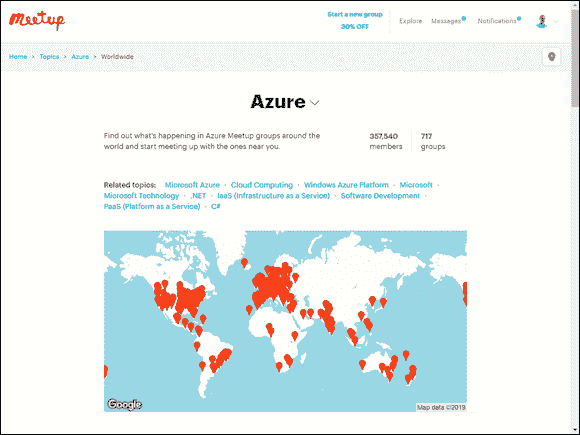 Meetup
Start a new group
30% OFF
Explore Messages Notifications
Home > Topics > Azure > Worldwide
Azure
Find out what's happening in Azure Meetup groups around the
world and start meeting up with the ones near you.
357,540
members
717
groups
Related topics: Microsoft Azure · Cloud Computing · Windows Azure Platform · Microsoft ·
Microsoft Technology · .NET · IaaS (Infrastructure as a Service) · Software Development ·
PaaS (Platform as a Service) · C#
Google
Map data ©2019